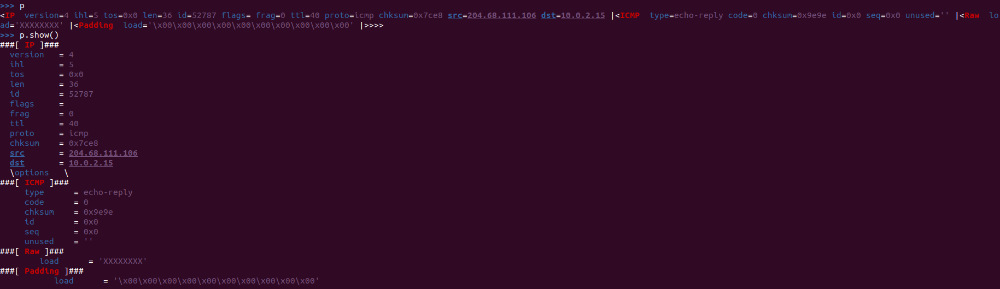 >>> p
<IP  version=4 ihl=5 tos=0x0 len=36 id=52787 flags= frag=0 ttl=40 proto=icmp chksum=0x7ce8 src=204.68.111.106 dst=10.0.2.15 |<ICMP  type=echo-reply code=0 chksum=0x9e9e id=0x0 seq=0x0 unused='' |<Raw  lo
ad='XXXXXXXX' |<Padding  load='\x00\x00\x00\x00\x00\x00\x00\x00\x00\x00' |>>>>
>>> p.show()
###[ IP ]###
  version   = 4
  ihl       = 5
  tos       = 0x0
  len       = 36
  id        = 52787
  flags     =
  frag      = 0
  ttl       = 40
  proto     = icmp
  chksum    = 0x7ce8
  src       = 204.68.111.106
  dst       = 10.0.2.15
  \options   \
###[ ICMP ]###
     type      = echo-reply
     code      = 0
     chksum    = 0x9e9e
     id        = 0x0
     seq       = 0x0
     unused    = ''
###[ Raw ]###
        load      = 'XXXXXXXX'
###[ Padding ]###
           load      = '\x00\x00\x00\x00\x00\x00\x00\x00\x00\x00'